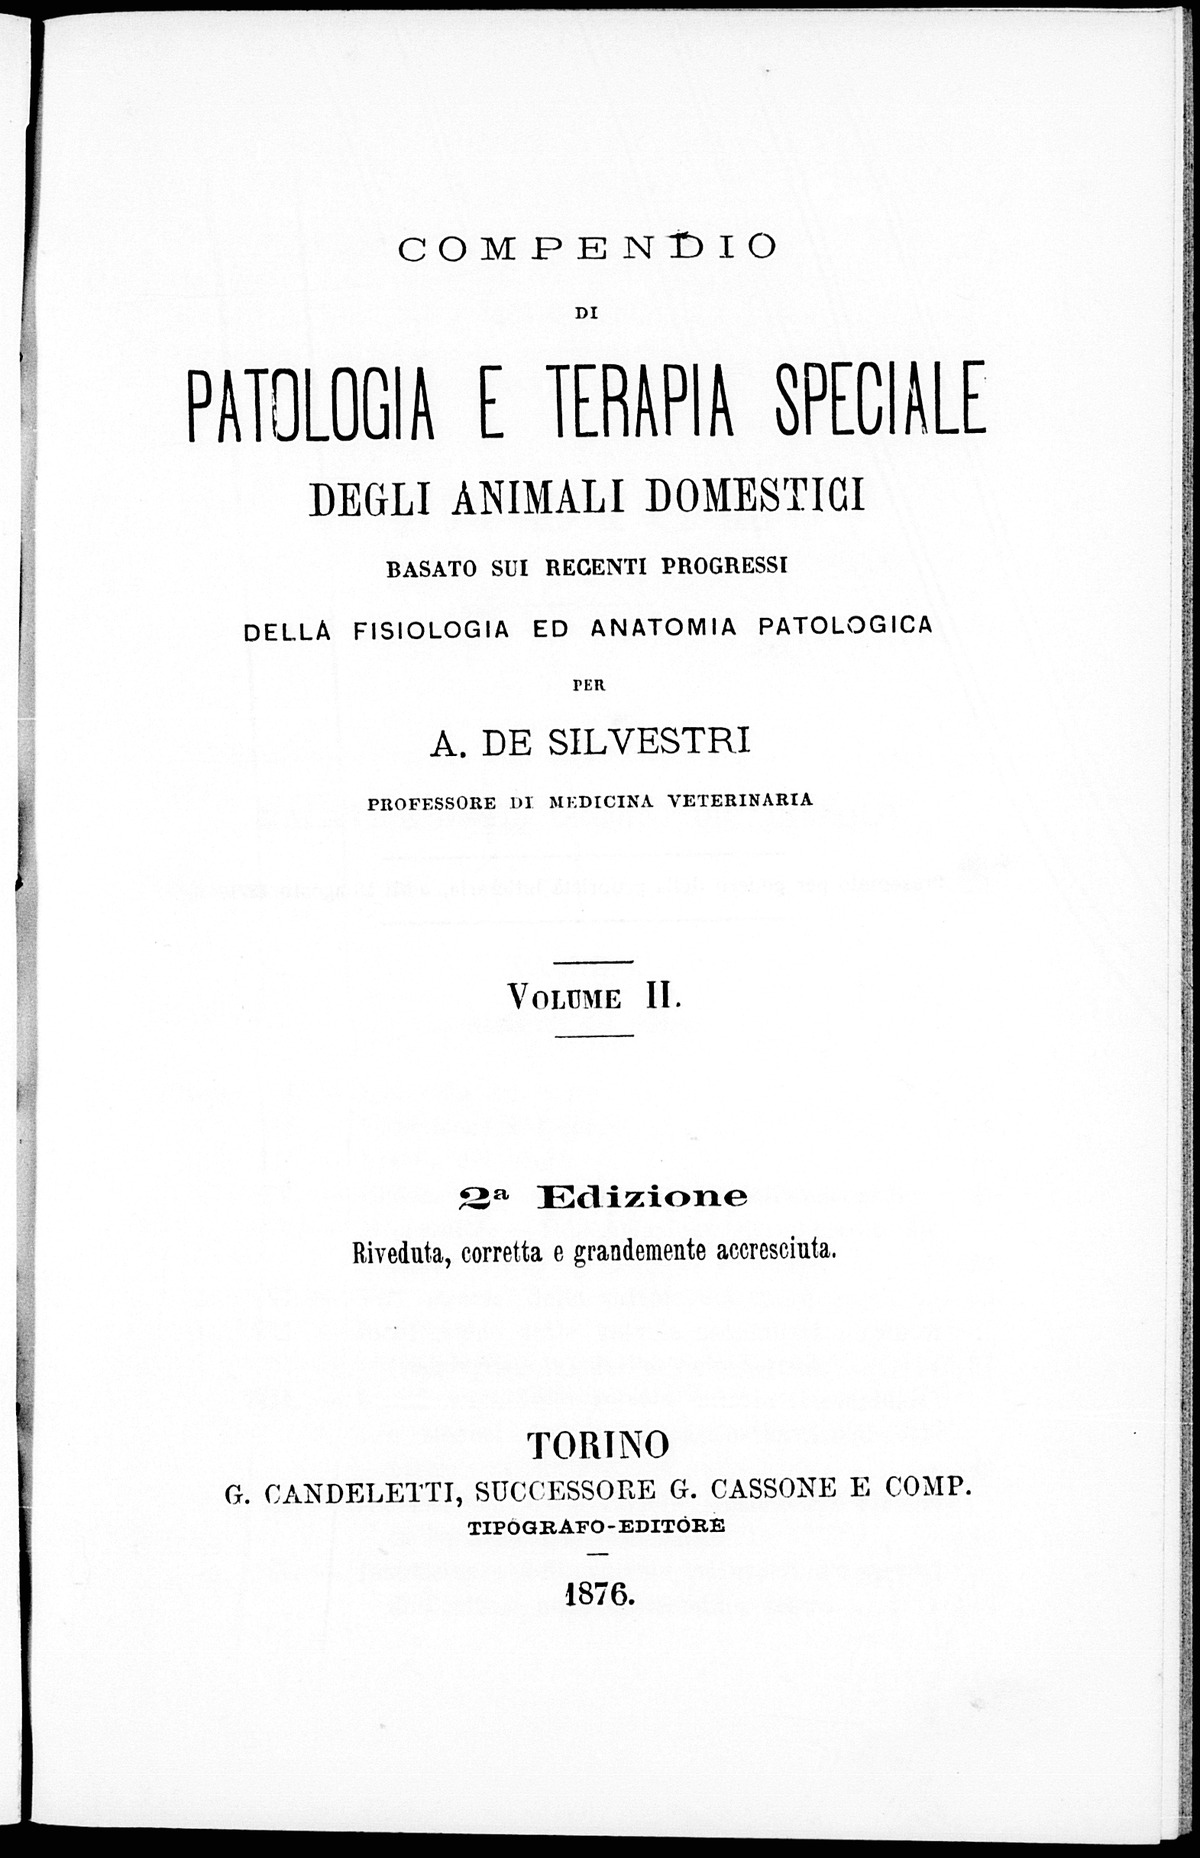 COMPENDIO
DI
PATOLOGIA E TERAPIA SPECIALE
DEGLI ANIMALI DOMESTICI
BASATO SUI RECENTI PROGRESSI
DELLA FISIOLOGIA ED ANATOMIA PATOLOGICA
PER
A. DE SILVESTRI
PROFESSORE DI MEDICINA VETERINARIA
VOLUME II.
2ª Edizione
Riveduta, corretta e grandemente accresciuta.
TORINO
G. CANDELETTI, SUCCESSORE G. CASSONE E COMP.
TIPOGRAFO-EDITORE
1876.